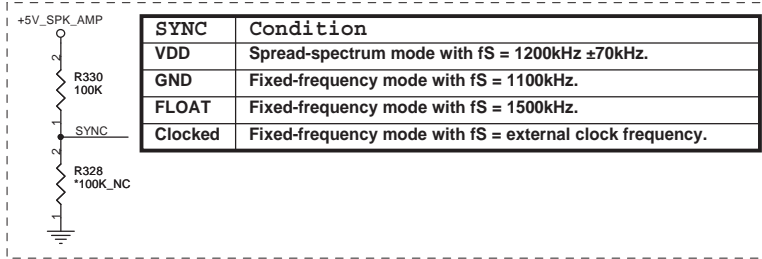 +5V_SPK_AMP
2
R330
100K
1
SYNC
2
R328
*100K_NC
1
SYNC Condition
VDD Spread-spectrum mode with fS = 1200kHz ±70kHz.
GND Fixed-frequency mode with fS = 1100kHz.
FLOAT Fixed-frequency mode with fS = 1500kHz.
Clocked Fixed-frequency mode with fS = external clock frequency.